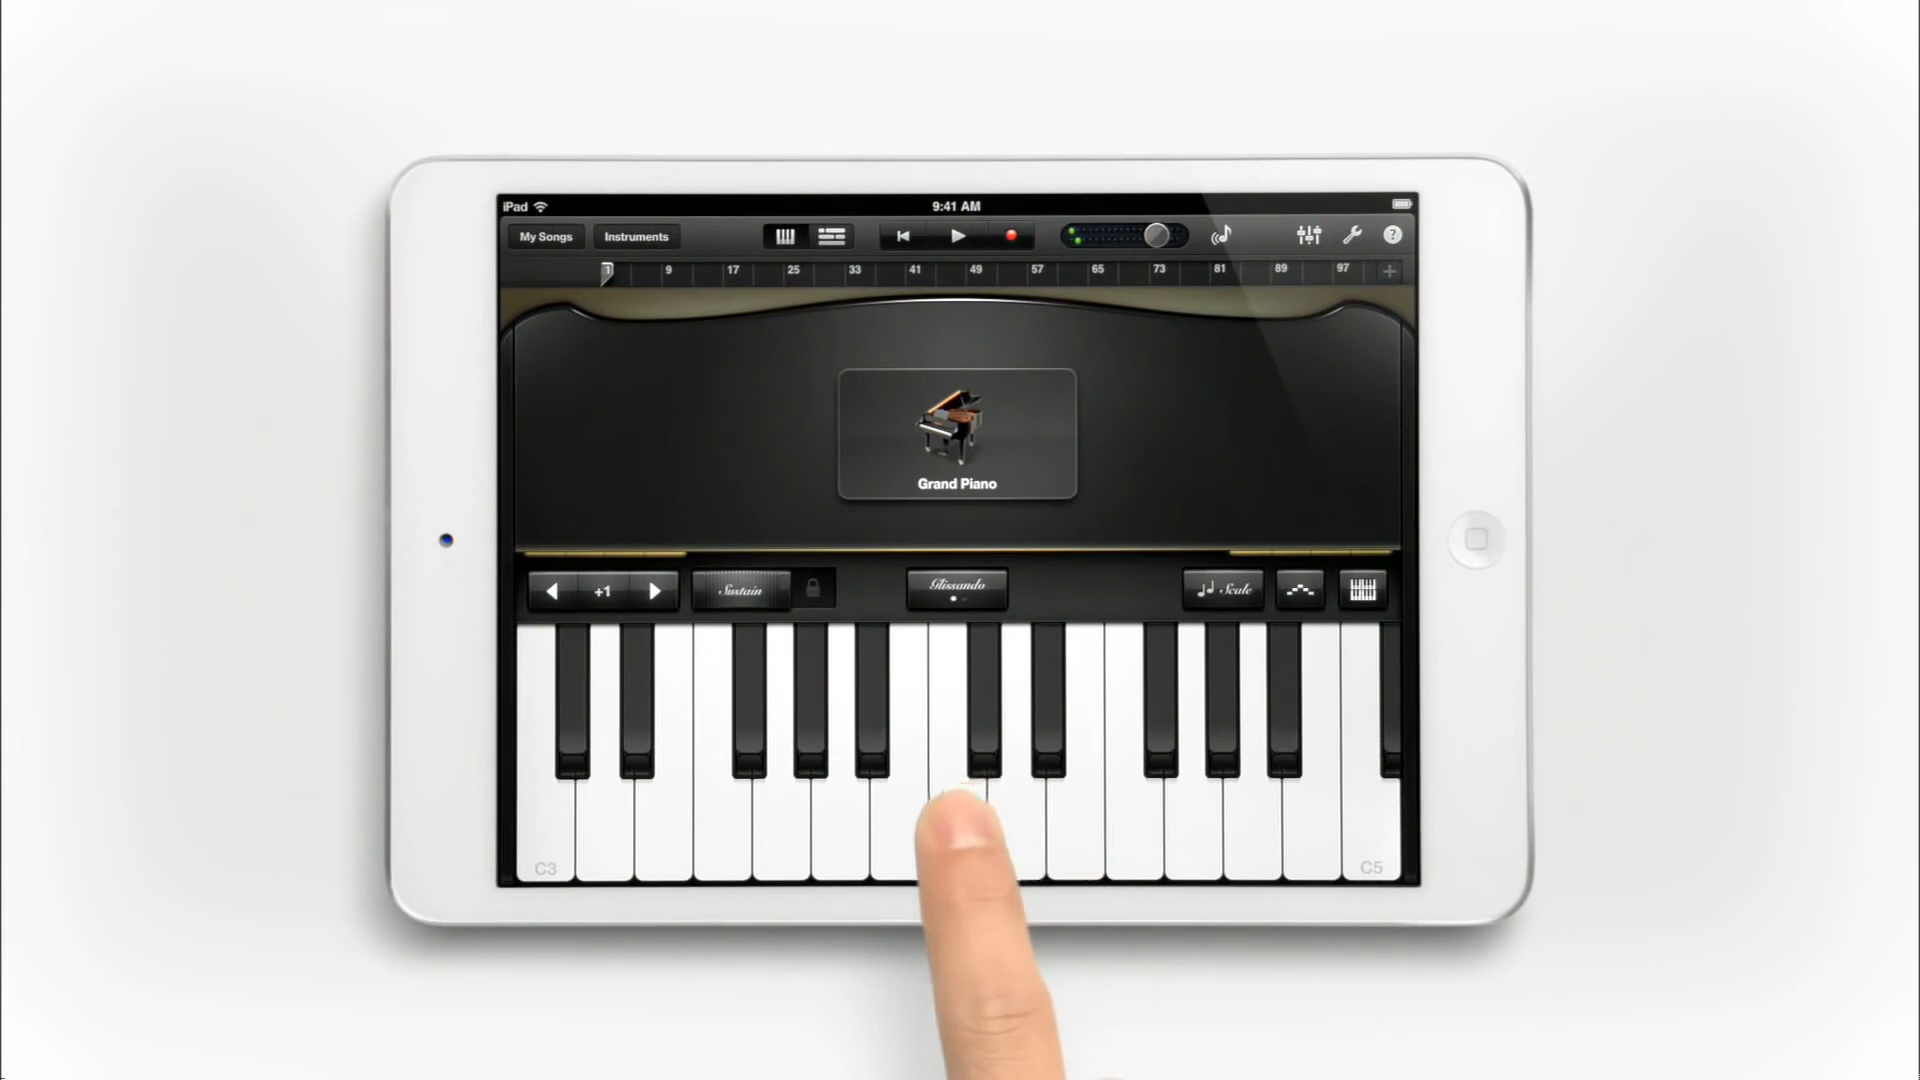 iPad
9:41 AM
My Songs
Instruments
?
1 9 17 25 33 41 49 57 65 73 81 89 97 +
Grand Piano
+1
Sustain
Glissando
Scale
C3
C5